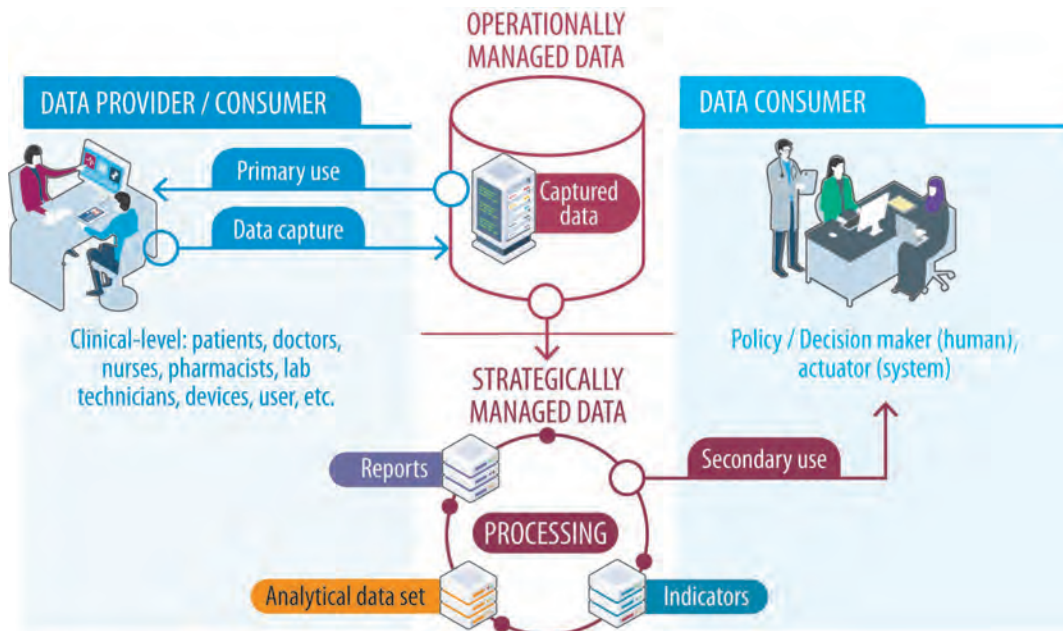 OPERATIONALLY
MANAGED DATA
DATA PROVIDER / CONSUMER
DATA CONSUMER
Primary use
Captured
data
Data capture
Clinical-level: patients, doctors,
nurses, pharmacists, lab
technicians, devices, user, etc.
Policy / Decision maker (human),
actuator (system)
STRATEGICALLY
MANAGED DATA
Reports
Secondary use
PROCESSING
Analytical data set
Indicators